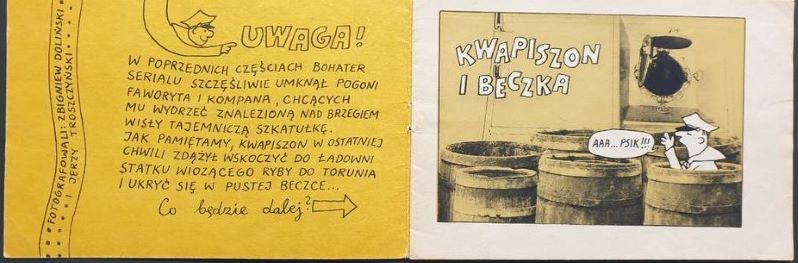 FOTOGRAFOWALI: ZBIGNIEW DOLIŃSKI
I JERZY TROSZCZYŃSKI
UWAGA!
W POPRZEDNICH CZĘŚCIACH BOHATER
SERIALU SZCZĘŚLIWIE UMKNĄŁ POGONI
FAWORYTA I KOMPANA, CHCĄCYCH
MU WYDRZEĆ ZNALEZIONĄ NAD BRZEGIEM
WISŁY TAJEMNICZĄ SZKATUŁKĘ.
JAK PAMIĘTAMY, KWAPISZON W OSTATNIEJ
CHWILI ZDĄŻYŁ WSKOCZYĆ DO ŁADOWNI
STATKU WIOZĄCEGO RYBY DO TORUNIA
I UKRYĆ SIĘ W PUSTEJ BECZCE...
Co będzie dalej?
KWAPISZON
I BECZKA
AAA...PSIK!!!